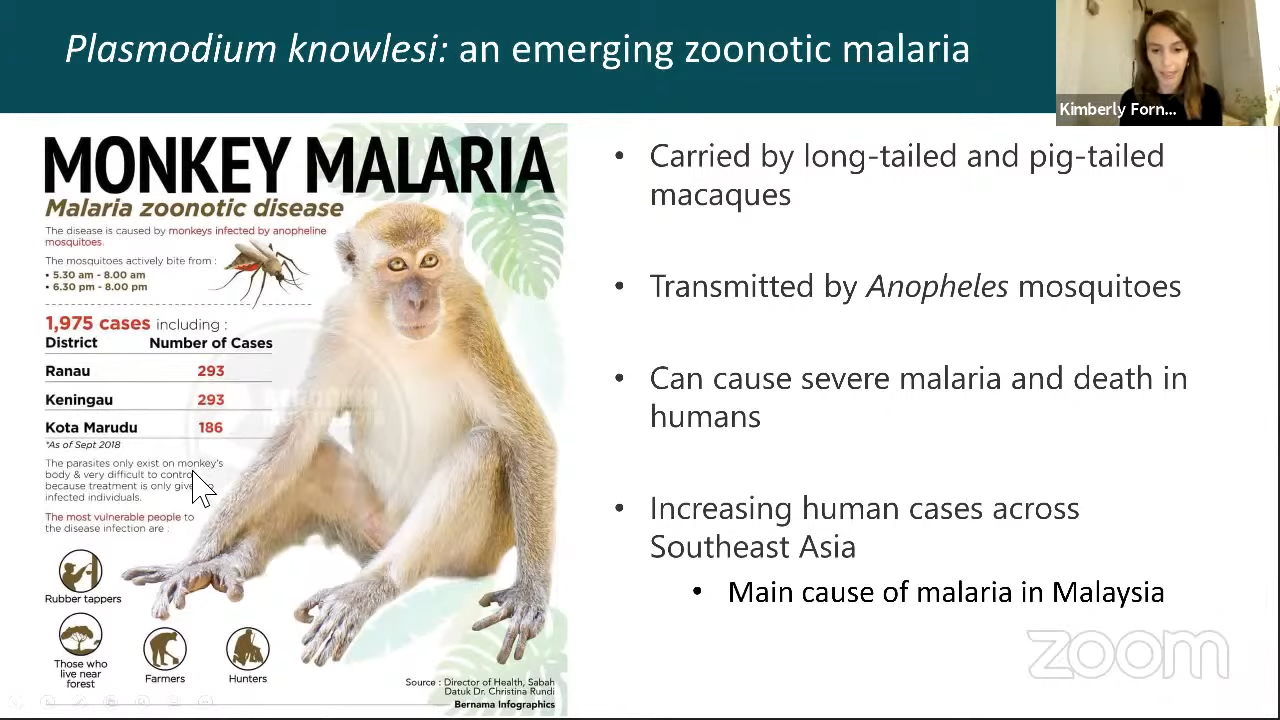 Plasmodium knowlesi: an emerging zoonotic malaria
Kimberly Forn...
MONKEY MALARIA
Malaria zoonotic disease
The disease is caused by monkeys infected by anopheline
mosquitoes.
The mosquitoes actively bite from :
• 5.30 am - 8.00 am
• 6.30 pm - 8.00 pm
1,975 cases including :
District Number of Cases
Ranau 293
Keningau 293
Kota Marudu 186
*As of Sept 2018
The parasites only exist on monkey's
body & very difficult to contro
because treatment is only give
infected individuals.
The most vulnerable people to
the disease infection are :
Rubber tappers
Those who
live near
forest
Farmers
Hunters
Source : Director of Health, Sabah
Datuk Dr. Christina Rundi
Bernama Infographics
• Carried by long-tailed and pig-tailed
macaques
• Transmitted by Anopheles mosquitoes
• Can cause severe malaria and death in
humans
• Increasing human cases across
Southeast Asia
• Main cause of malaria in Malaysia
zoom